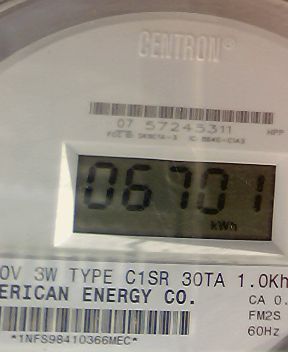 CENTRON®
07 57245311
06701
kWh
0V 3W TYPE C1SR 30TA 1.0Kh
ERICAN ENERGY CO.
CA 0.
FM2S
60Hz
*1NFS98410366MEC*